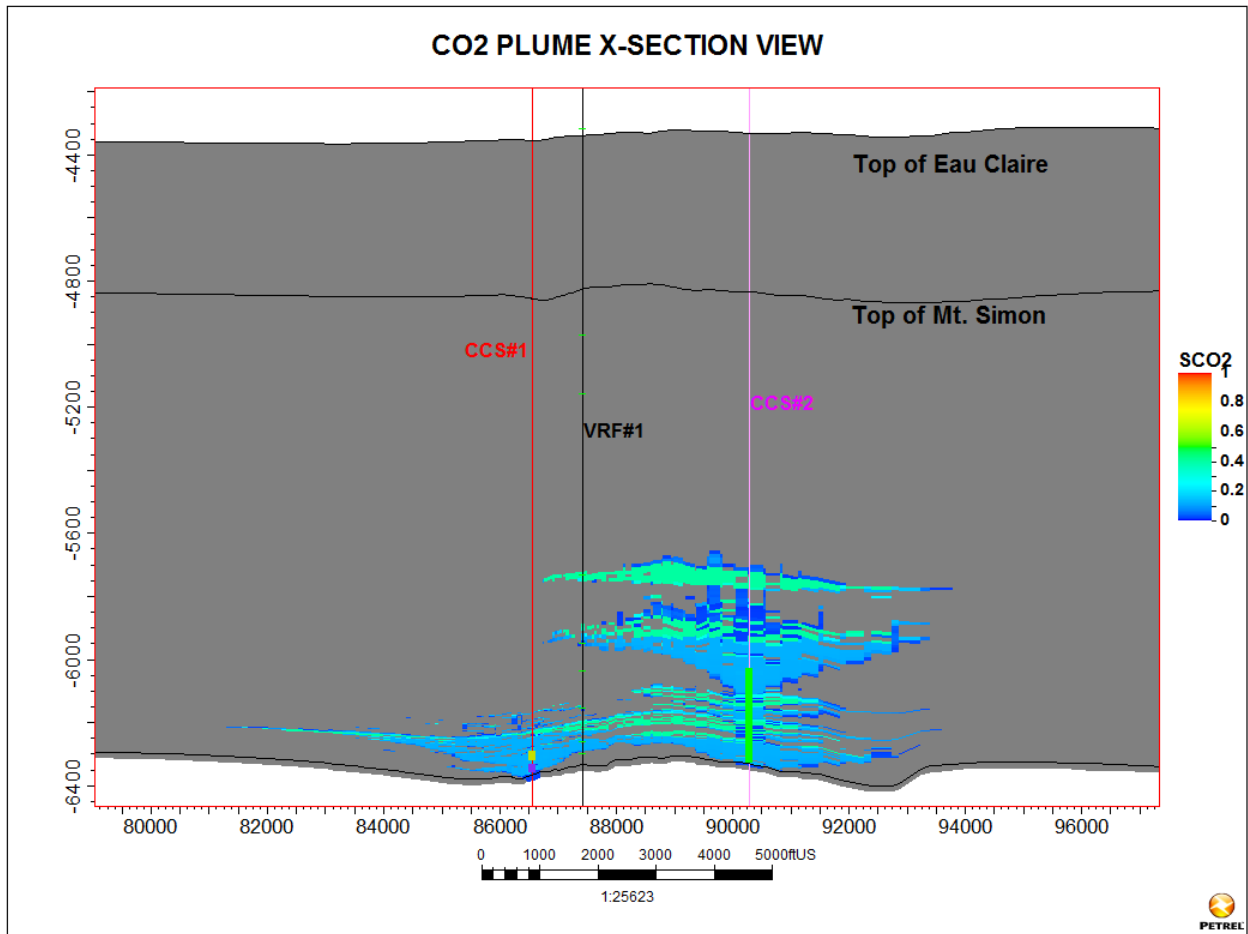 CO2 PLUME X-SECTION VIEW
-4400
Top of Eau Claire
-4800
Top of Mt. Simon
CCS#1
SCO2
1
-5200
CCS#2
0.8
VRF#1
0.6
0.4
0.2
0
-5600
-6000
-6400
80000 82000 84000 86000 88000 90000 92000 94000 96000
0 1000 2000 3000 4000 5000ftUS
1:25623
PETREL